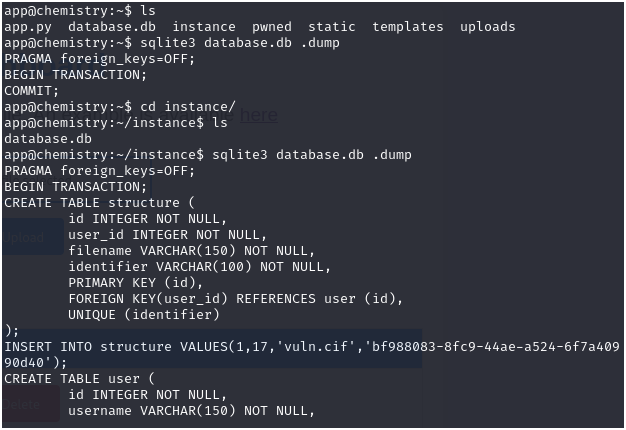 app@chemistry:~$ ls
app.py  database.db  instance  pwned  static  templates  uploads
app@chemistry:~$ sqlite3 database.db .dump
PRAGMA foreign_keys=OFF;
BEGIN TRANSACTION;
COMMIT;
app@chemistry:~$ cd instance/
here
app@chemistry:~/instance$ ls
database.db
app@chemistry:~/instance$ sqlite3 database.db .dump
PRAGMA foreign_keys=OFF;
BEGIN TRANSACTION;
CREATE TABLE structure (
        id INTEGER NOT NULL,
        user_id INTEGER NOT NULL,
Upload
        filename VARCHAR(150) NOT NULL,
        identifier VARCHAR(100) NOT NULL,
        PRIMARY KEY (id),
        FOREIGN KEY(user_id) REFERENCES user (id),
        UNIQUE (identifier)
);
INSERT INTO structure VALUES(1,17,'vuln.cif','bf988083-8fc9-44ae-a524-6f7a409
90d40');
CREATE TABLE user (
        id INTEGER NOT NULL,
Delete
        username VARCHAR(150) NOT NULL,